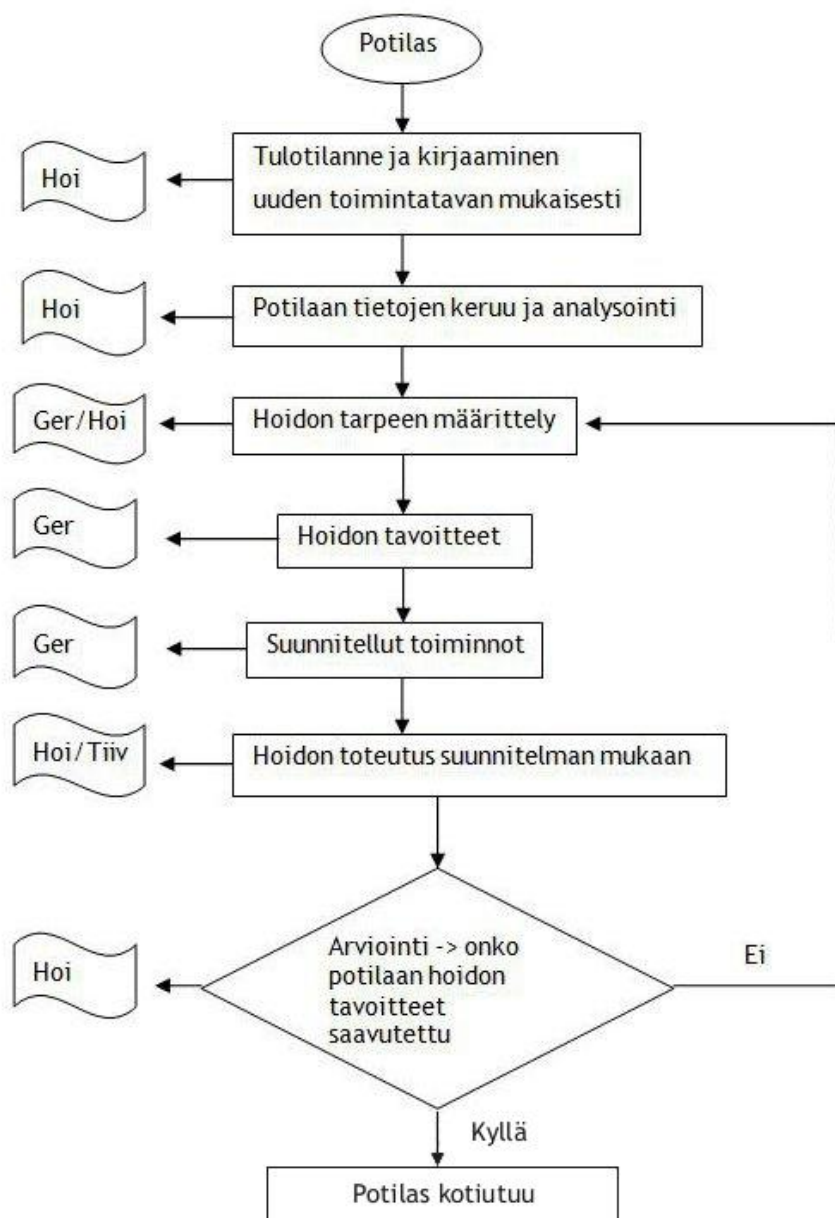 Potilas
Hoi
Tulotilanne ja kirjaaminen
uuden toimintatavan mukaisesti
Hoi
Potilaan tietojen keruu ja analysointi
Ger/Hoi
Hoidon tarpeen määrittely
Ger
Hoidon tavoitteet
Ger
Suunnitellut toiminnot
Hoi/Tiiv
Hoidon toteutus suunnitelman mukaan
Hoi
Arviointi -> onko
potilaan hoidon
tavoitteet
saavutettu
Ei
Kyllä
Potilas kotiutuu